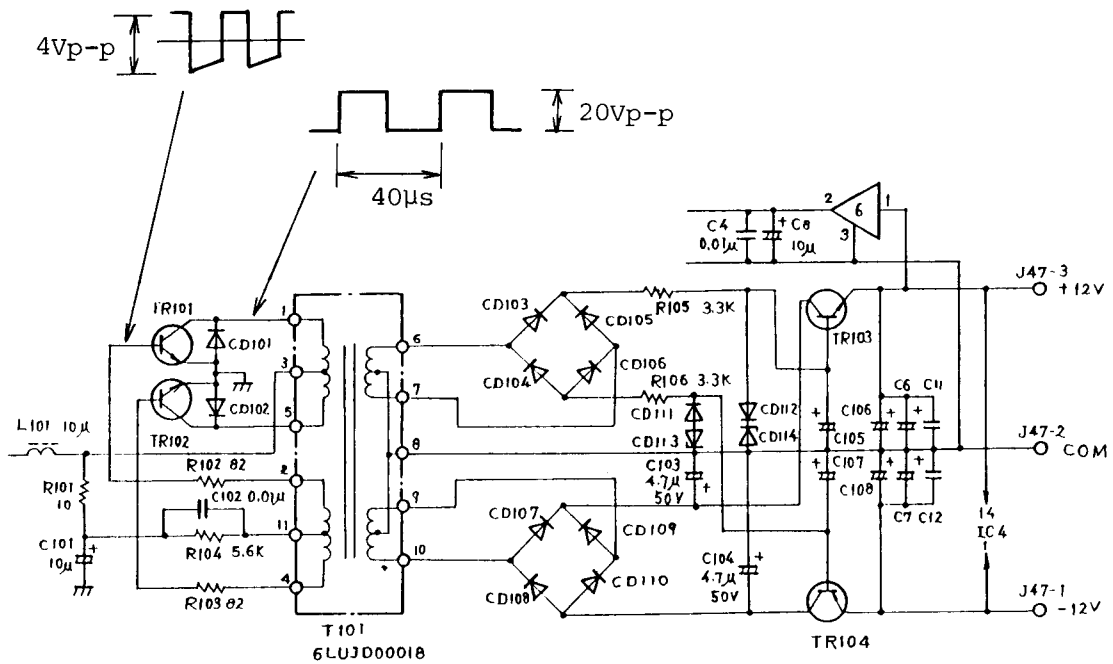 4Vp-p
20Vp-p
40µs
2
6
1
3
C4
0.01µ
+
C8
10µ
J47-3
+12V
TR101
CD101
CD102
TR102
L101 10µ
R101
10
C101
10µ
+
R102 82
C102 0.01µ
R104 5.6K
R103 82
1
3
5
2
11
4
6
7
8
9
10
T101
6LUJD00018
CD103
CD105
CD104
CD106
R105 3.3K
R106 3.3K
CD111
CD113
CD112
CD114
C103
4.7µ
50V
+
C104
4.7µ
50V
+
CD107
CD109
CD108
CD110
TR103
C106
C105
C107
C108
C6
C11
C7
C12
J47-2
COM
14
IC4
1
J47-1
-12V
TR104